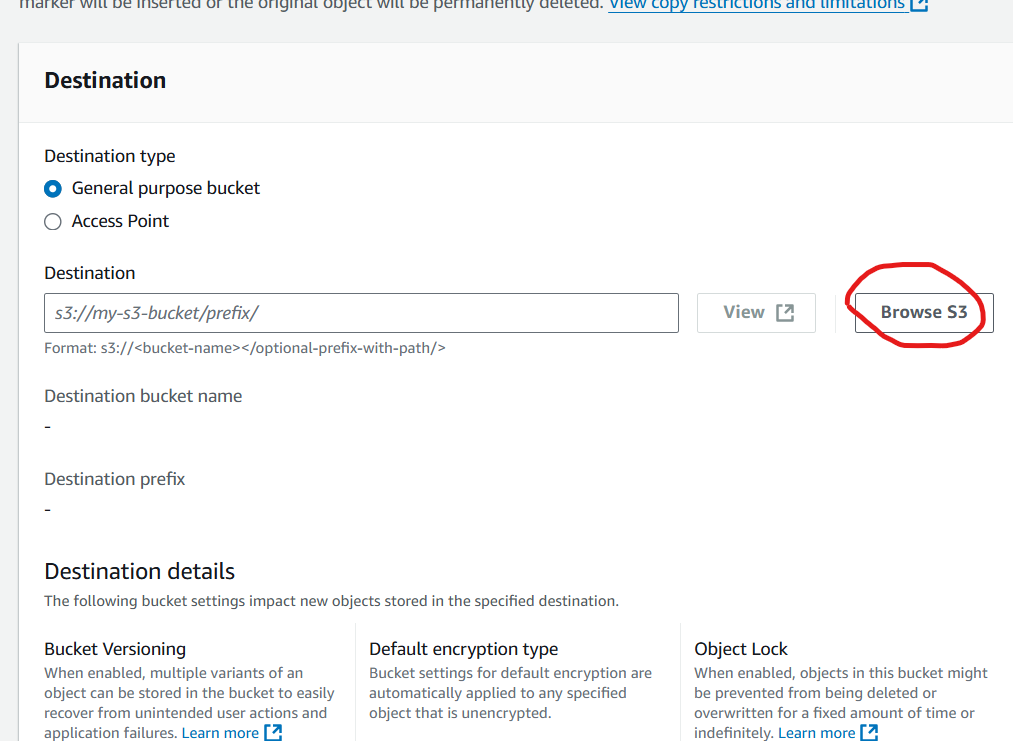 marker will be inserted or the original object will be permanently deleted. View copy restrictions and limitations
Destination
Destination type
General purpose bucket
Access Point
Destination
s3://my-s3-bucket/prefix/
View
Browse S3
Format: s3://<bucket-name></optional-prefix-with-path/>
Destination bucket name
-
Destination prefix
-
Destination details
The following bucket settings impact new objects stored in the specified destination.
Bucket Versioning
When enabled, multiple variants of an
object can be stored in the bucket to easily
recover from unintended user actions and
application failures. Learn more
Default encryption type
Bucket settings for default encryption are
automatically applied to any specified
object that is unencrypted.
Object Lock
When enabled, objects in this bucket might
be prevented from being deleted or
overwritten for a fixed amount of time or
indefinitely. Learn more